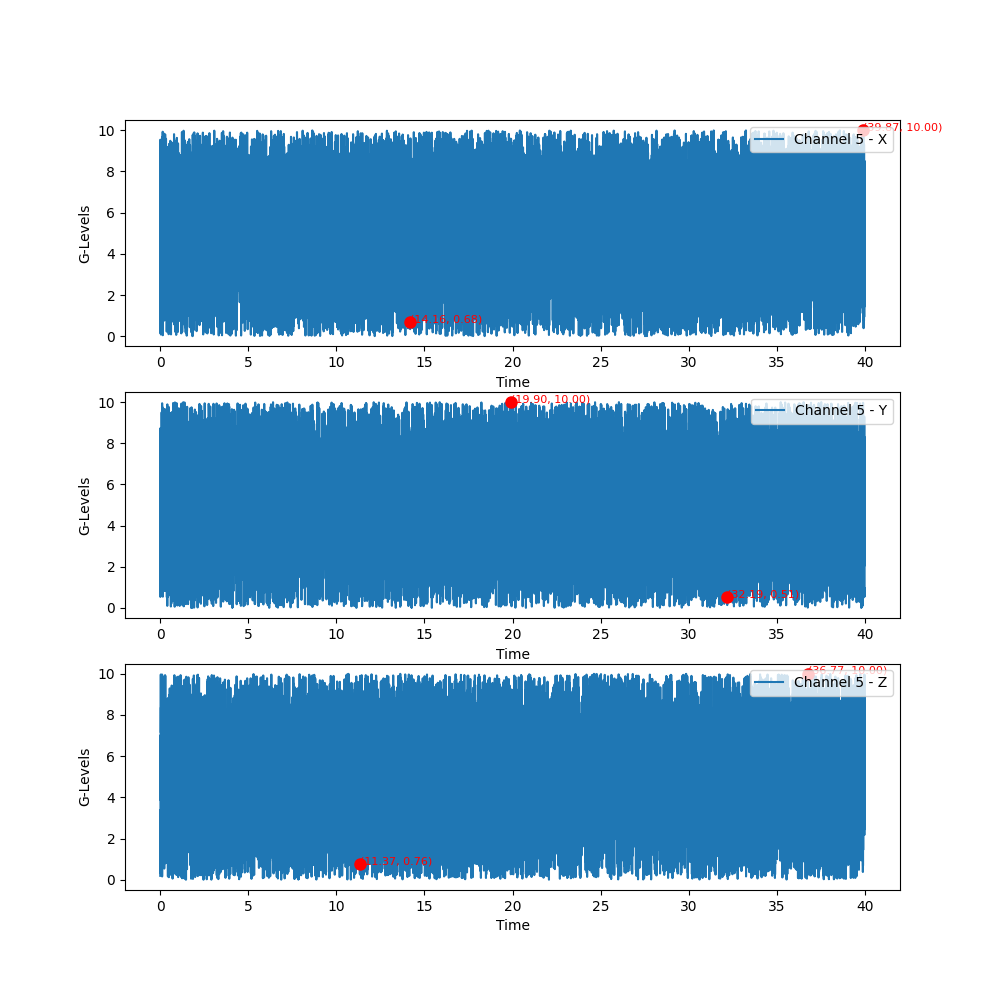 10
8
6
4
2
0
G-Levels
(39.87, 10.00)
Channel 5 - X
(14.16, 0.68)
0 5 10 15 20 25 30 35 40
Time
10
8
6
4
2
0
G-Levels
(19.90, 10.00)
Channel 5 - Y
(32.19, 0.51)
0 5 10 15 20 25 30 35 40
Time
10
8
6
4
2
0
G-Levels
(36.77, 10.00)
Channel 5 - Z
(11.37, 0.76)
0 5 10 15 20 25 30 35 40
Time